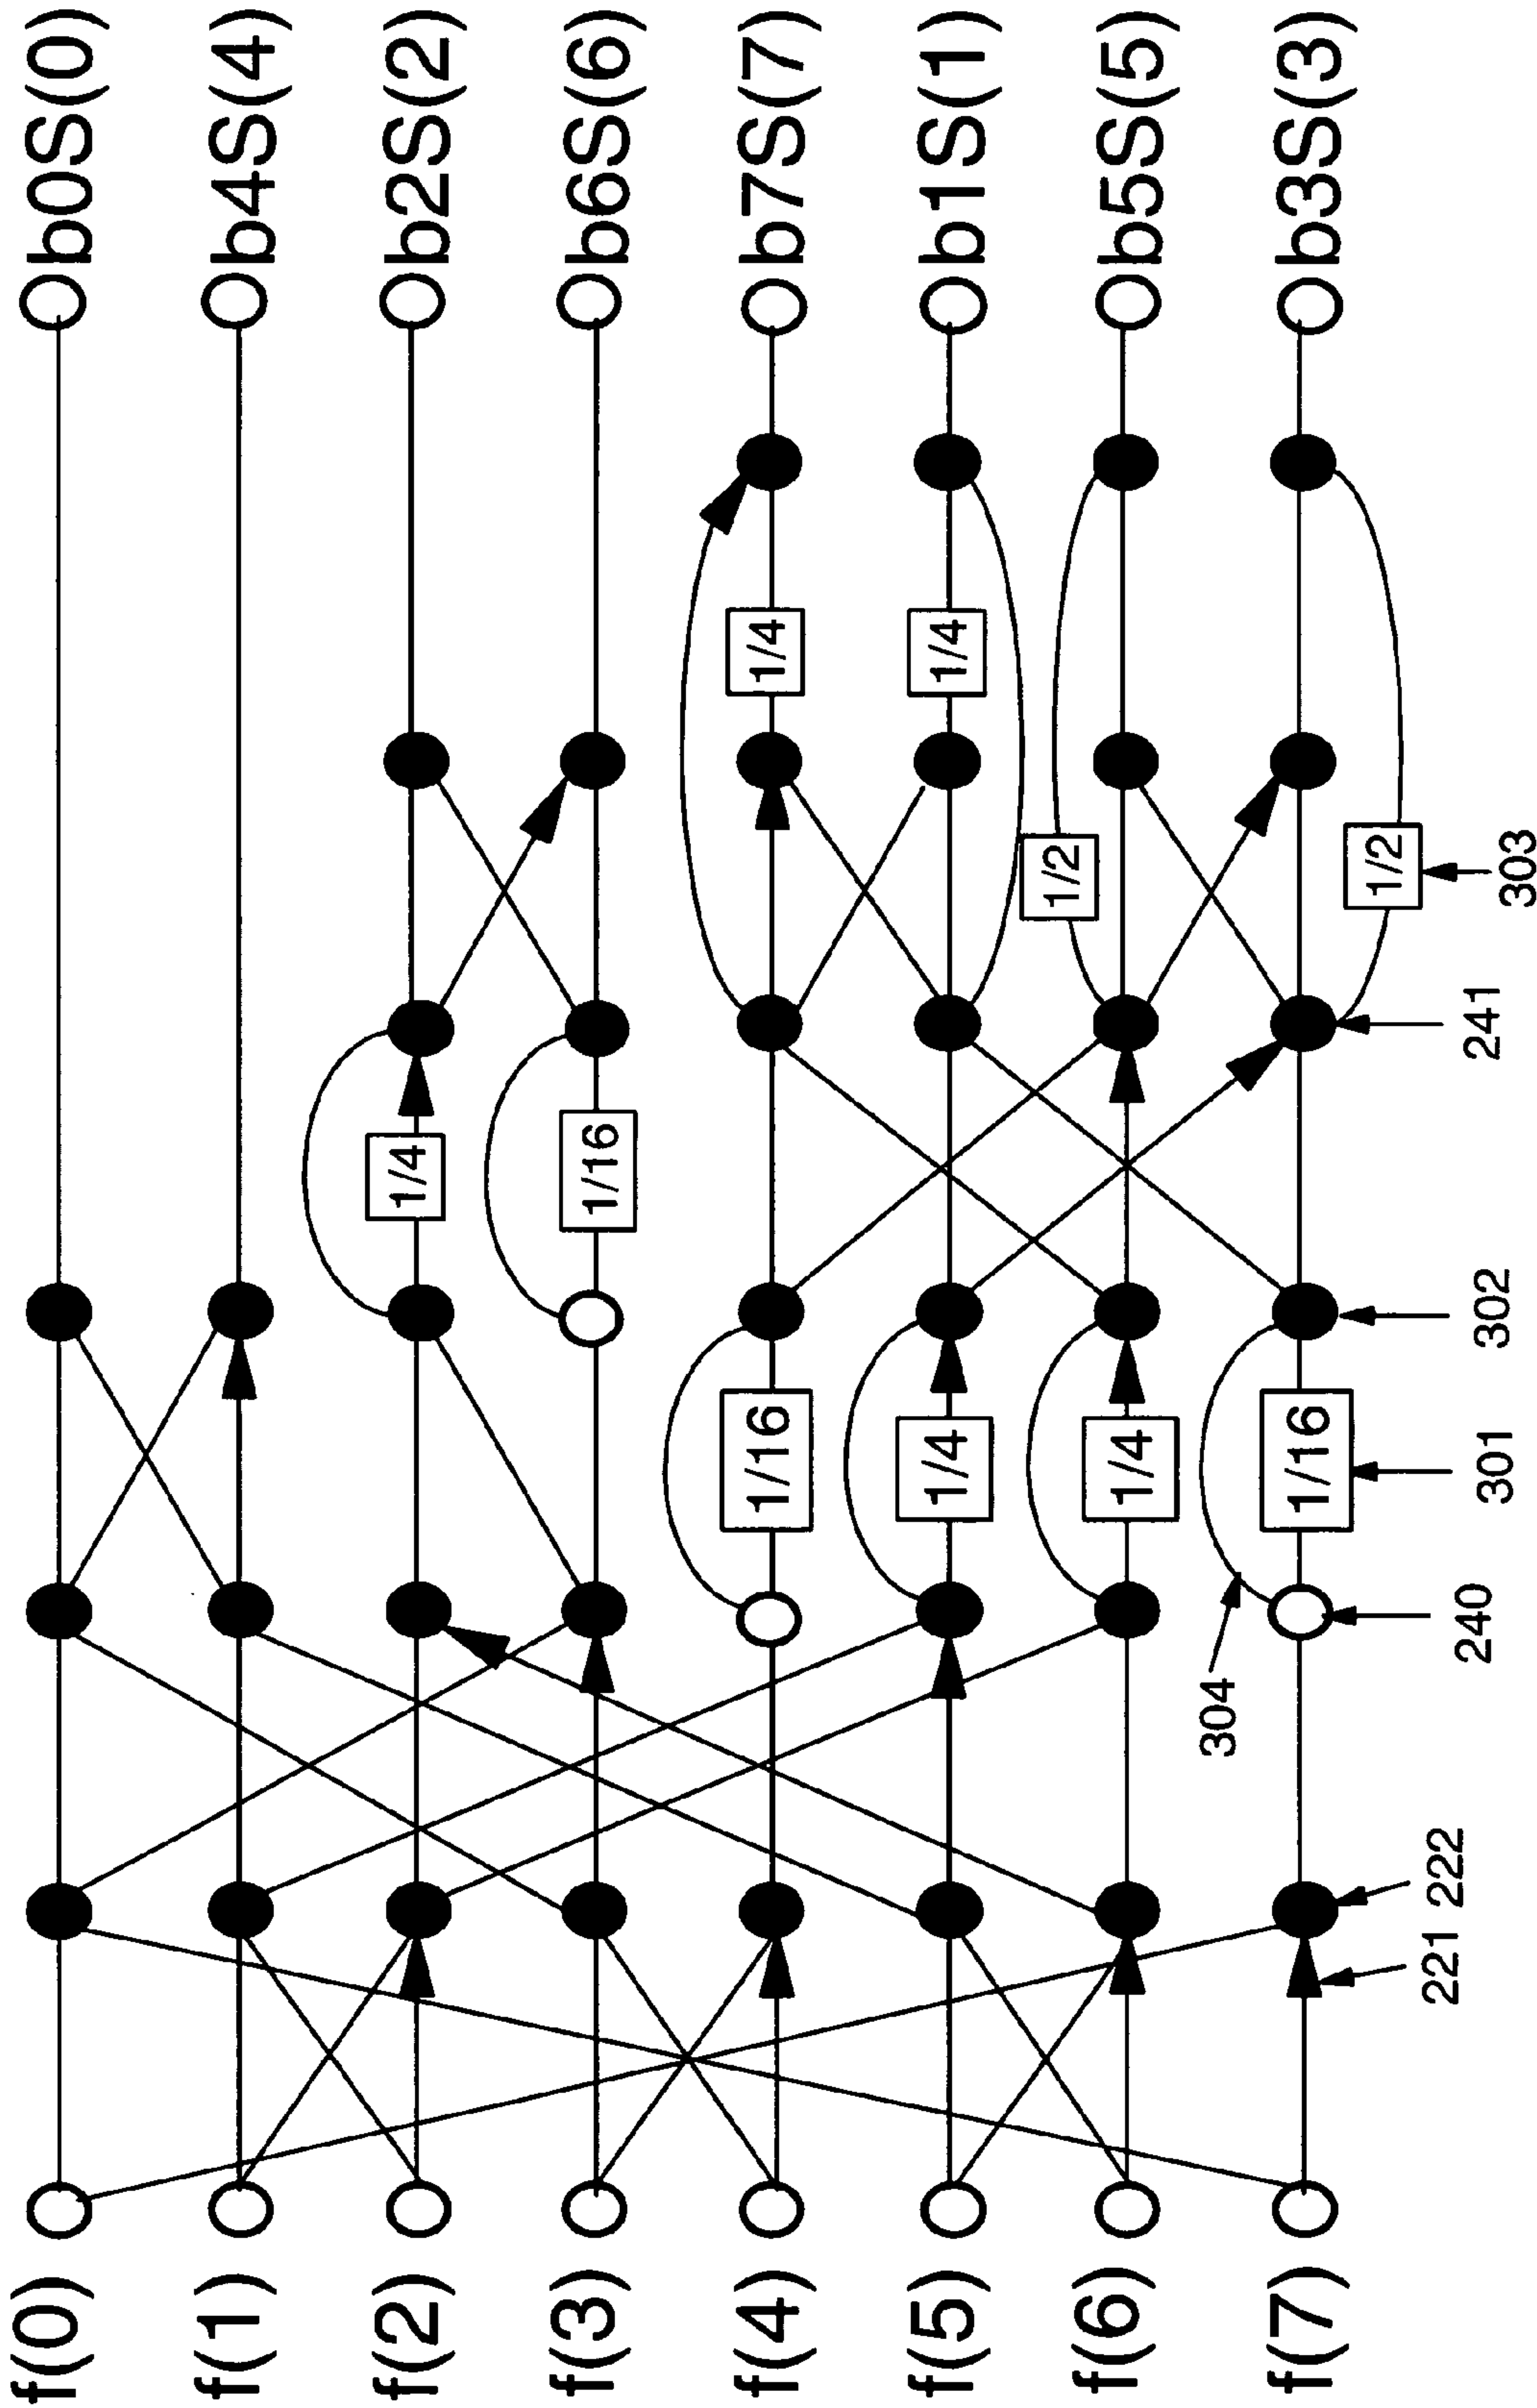 f(0)
f(1)
f(2)
f(3)
f(4)
f(5)
f(6)
f(7)
b0S(0)
b4S(4)
b2S(2)
b6S(6)
b7S(7)
b1S(1)
b5S(5)
b3S(3)
1/4
1/16
1/16
1/4
1/4
1/16
1/4
1/4
1/2
1/2
221
222
304
240
301
302
241
303